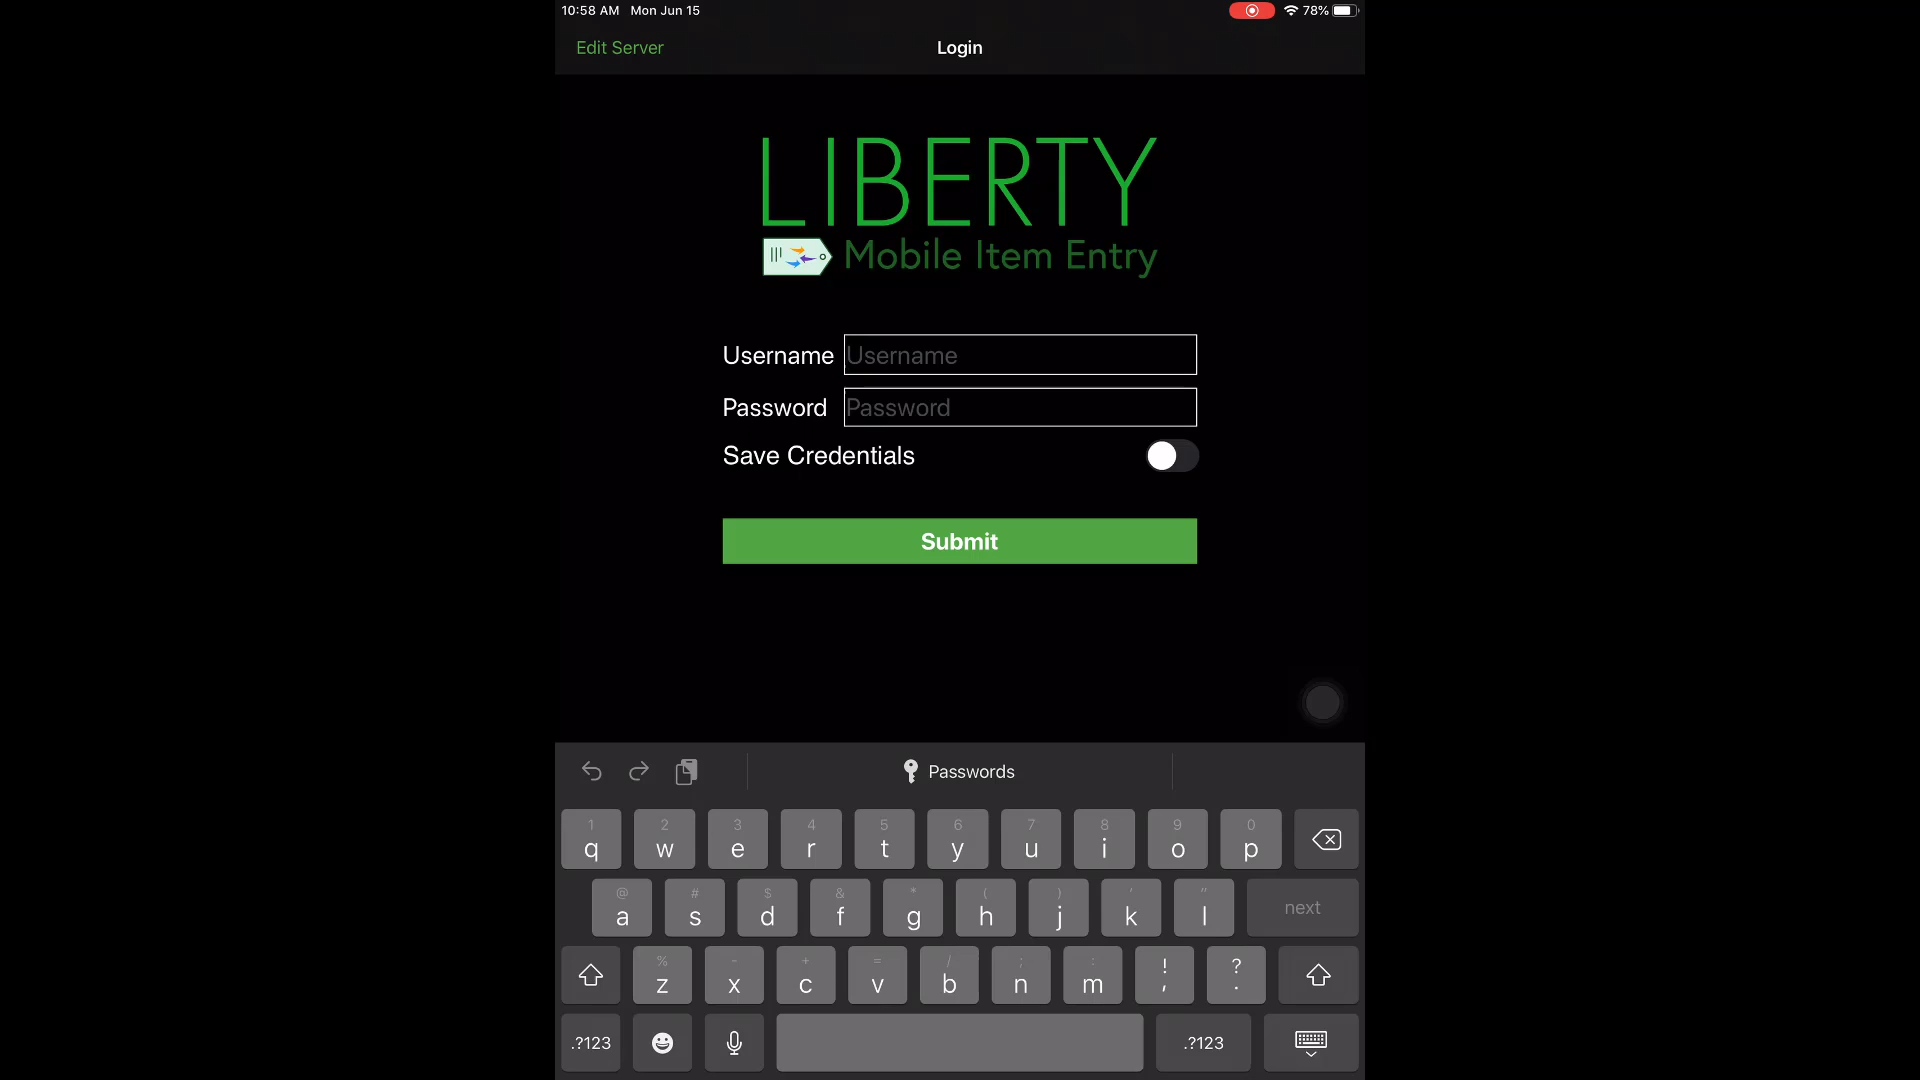 10:58 AM Mon Jun 15 78%
Edit Server Login
LIBERTY
Mobile Item Entry
Username Username
Password Password
Save Credentials
Submit
Passwords
1 2 3 4 5 6 7 8 9 0
q w e r t y u i o p
@ # $ & * ( ) ' "
a s d f g h j k l next
% - + = / ; : ! ?
z x c v b n m , .
.?123 .?123